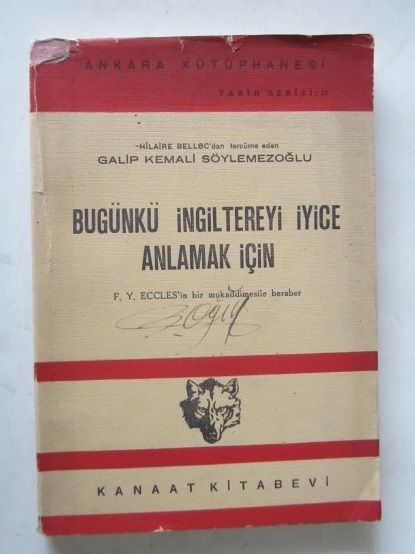 ANKARA KÜTÜPHANESİ
TARİH SERİSİ:
HİLAİRE BELLOC'dan tercüme eden
GALİP KEMALİ SÖYLEMEZOĞLU
BUGÜNKÜ İNGİLTEREYİ İYİCE
ANLAMAK İÇİN
F. Y. ECCLES'in bir mukaddimesile beraber
KANAAT KİTABEVİ